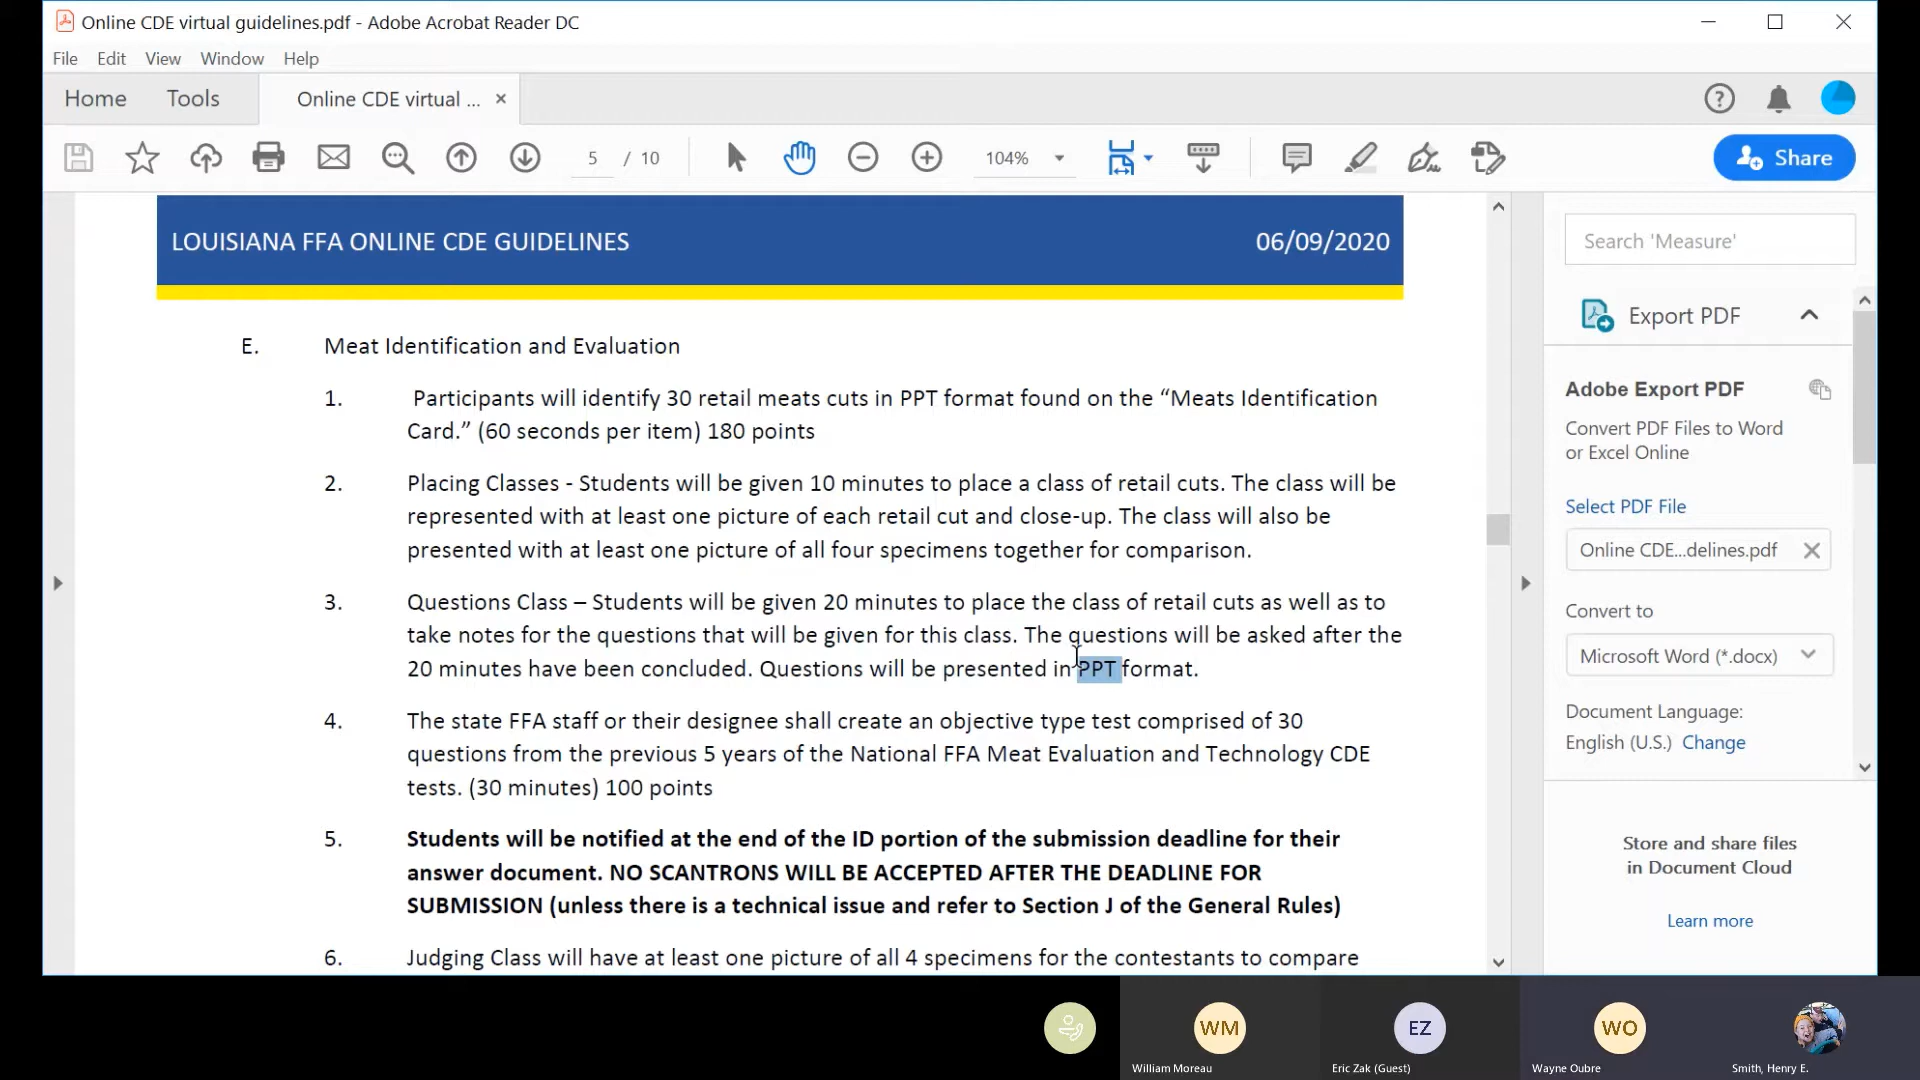 Online CDE virtual guidelines.pdf - Adobe Acrobat Reader DC
File Edit View Window Help
Home Tools Online CDE virtual ... ×
5 / 10 104% Share
LOUISIANA FFA ONLINE CDE GUIDELINES 06/09/2020
E. Meat Identification and Evaluation
1. Participants will identify 30 retail meats cuts in PPT format found on the “Meats Identification
Card.” (60 seconds per item) 180 points
2. Placing Classes - Students will be given 10 minutes to place a class of retail cuts. The class will be
represented with at least one picture of each retail cut and close-up. The class will also be
presented with at least one picture of all four specimens together for comparison.
3. Questions Class – Students will be given 20 minutes to place the class of retail cuts as well as to
take notes for the questions that will be given for this class. The questions will be asked after the
20 minutes have been concluded. Questions will be presented in PPT format.
4. The state FFA staff or their designee shall create an objective type test comprised of 30
questions from the previous 5 years of the National FFA Meat Evaluation and Technology CDE
tests. (30 minutes) 100 points
5. Students will be notified at the end of the ID portion of the submission deadline for their
answer document. NO SCANTRONS WILL BE ACCEPTED AFTER THE DEADLINE FOR
SUBMISSION (unless there is a technical issue and refer to Section J of the General Rules)
6. Judging Class will have at least one picture of all 4 specimens for the contestants to compare
Search 'Measure'
Export PDF
Adobe Export PDF
Convert PDF Files to Word
or Excel Online
Select PDF File
Online CDE...delines.pdf
Convert to
Microsoft Word (*.docx)
Document Language:
English (U.S.) Change
Store and share files
in Document Cloud
Learn more
WM EZ WO
William Moreau Eric Zak (Guest) Wayne Oubre Smith, Henry E.